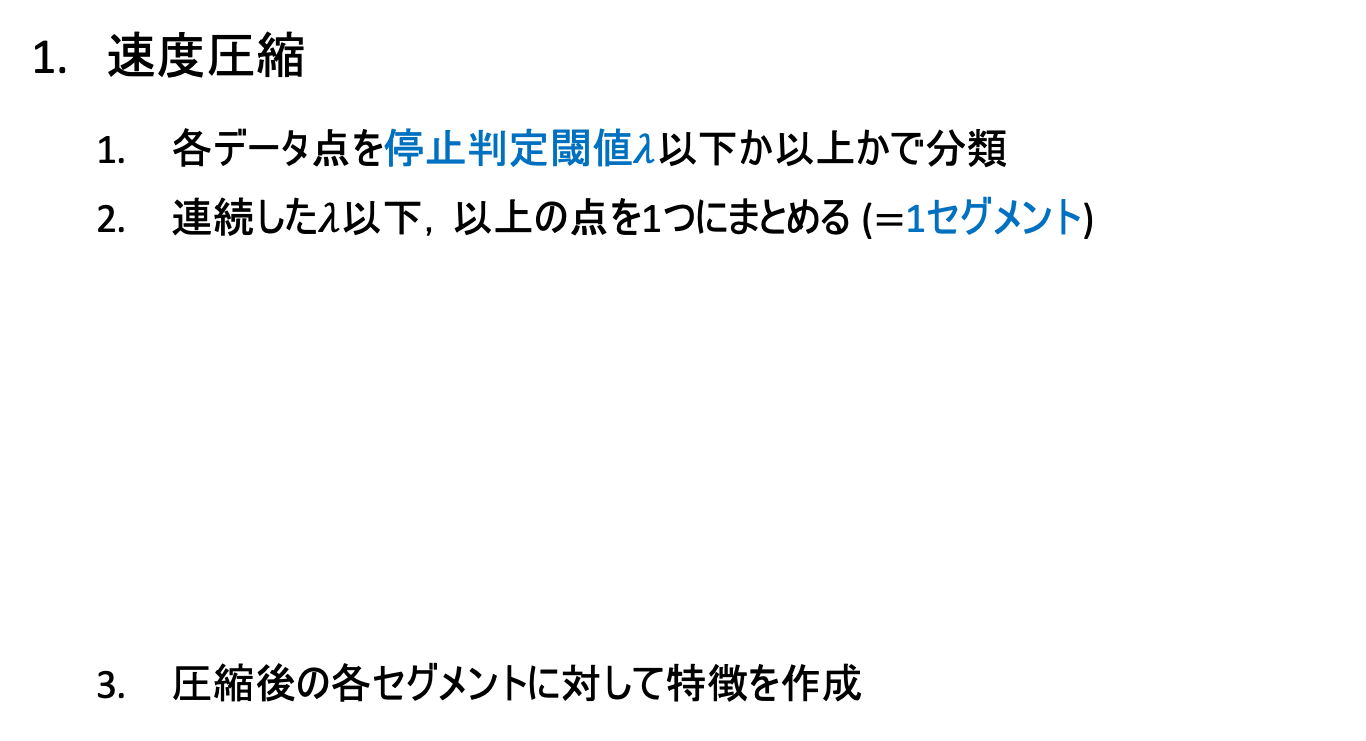 1. 速度圧縮
1. 各データ点を停止判定閾値λ以下か以上かで分類
2. 連続したλ以下，以上の点を1つにまとめる (=1セグメント)
3. 圧縮後の各セグメントに対して特徴を作成